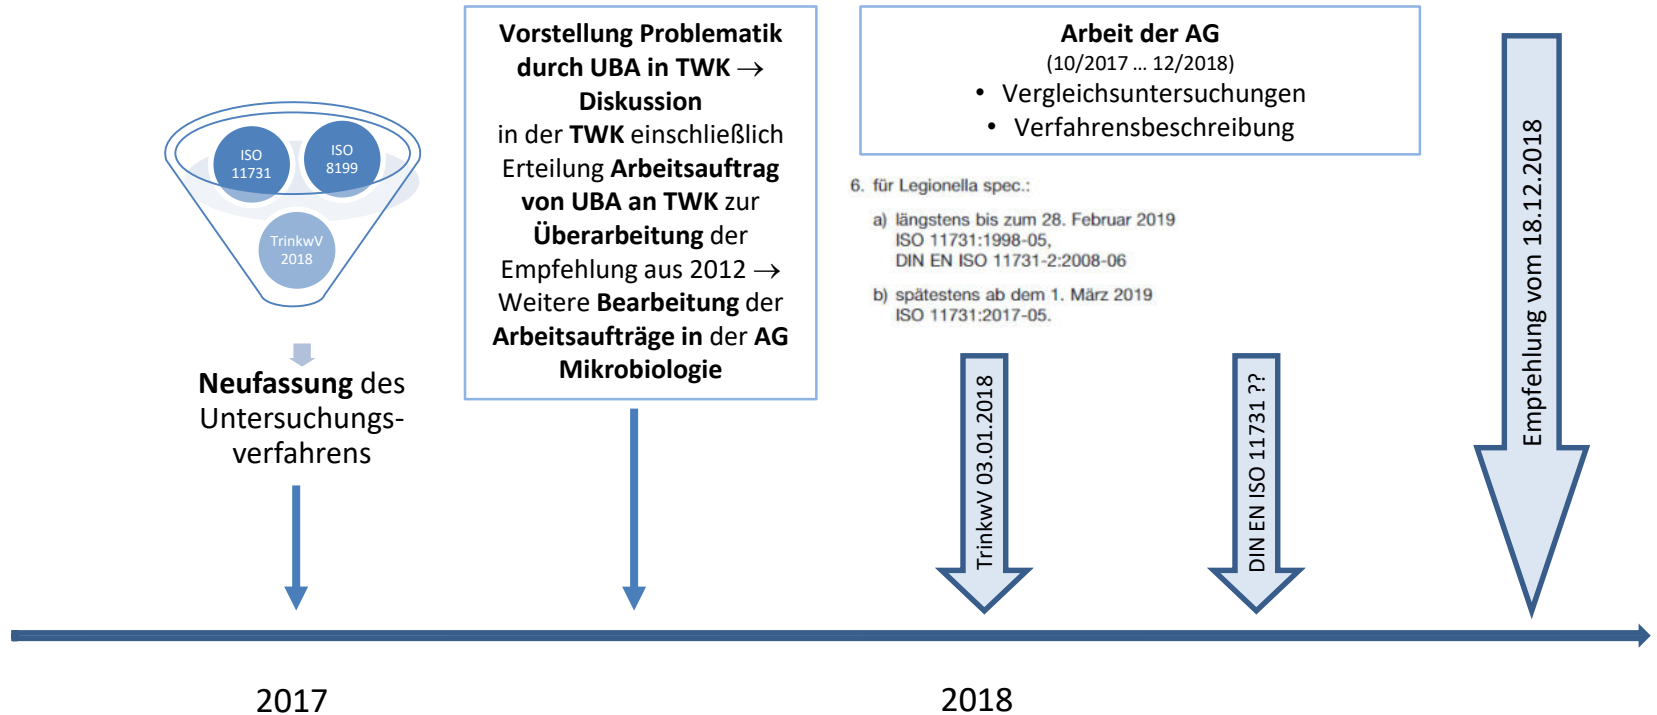 ISO
11731
ISO
8199
TrinkwV
2018
Neufassung des
Untersuchungs-
verfahrens
Vorstellung Problematik
durch UBA in TWK →
Diskussion
in der TWK einschließlich
Erteilung Arbeitsauftrag
von UBA an TWK zur
Überarbeitung der
Empfehlung aus 2012 →
Weitere Bearbeitung der
Arbeitsaufträge in der AG
Mikrobiologie
Arbeit der AG
(10/2017 ... 12/2018)
• Vergleichsuntersuchungen
• Verfahrensbeschreibung
6. für Legionella spec.:
a) längstens bis zum 28. Februar 2019
ISO 11731:1998-05,
DIN EN ISO 11731-2:2008-06
b) spätestens ab dem 1. März 2019
ISO 11731:2017-05.
TrinkwV 03.01.2018
DIN EN ISO 11731 ??
Empfehlung vom 18.12.2018
2017
2018